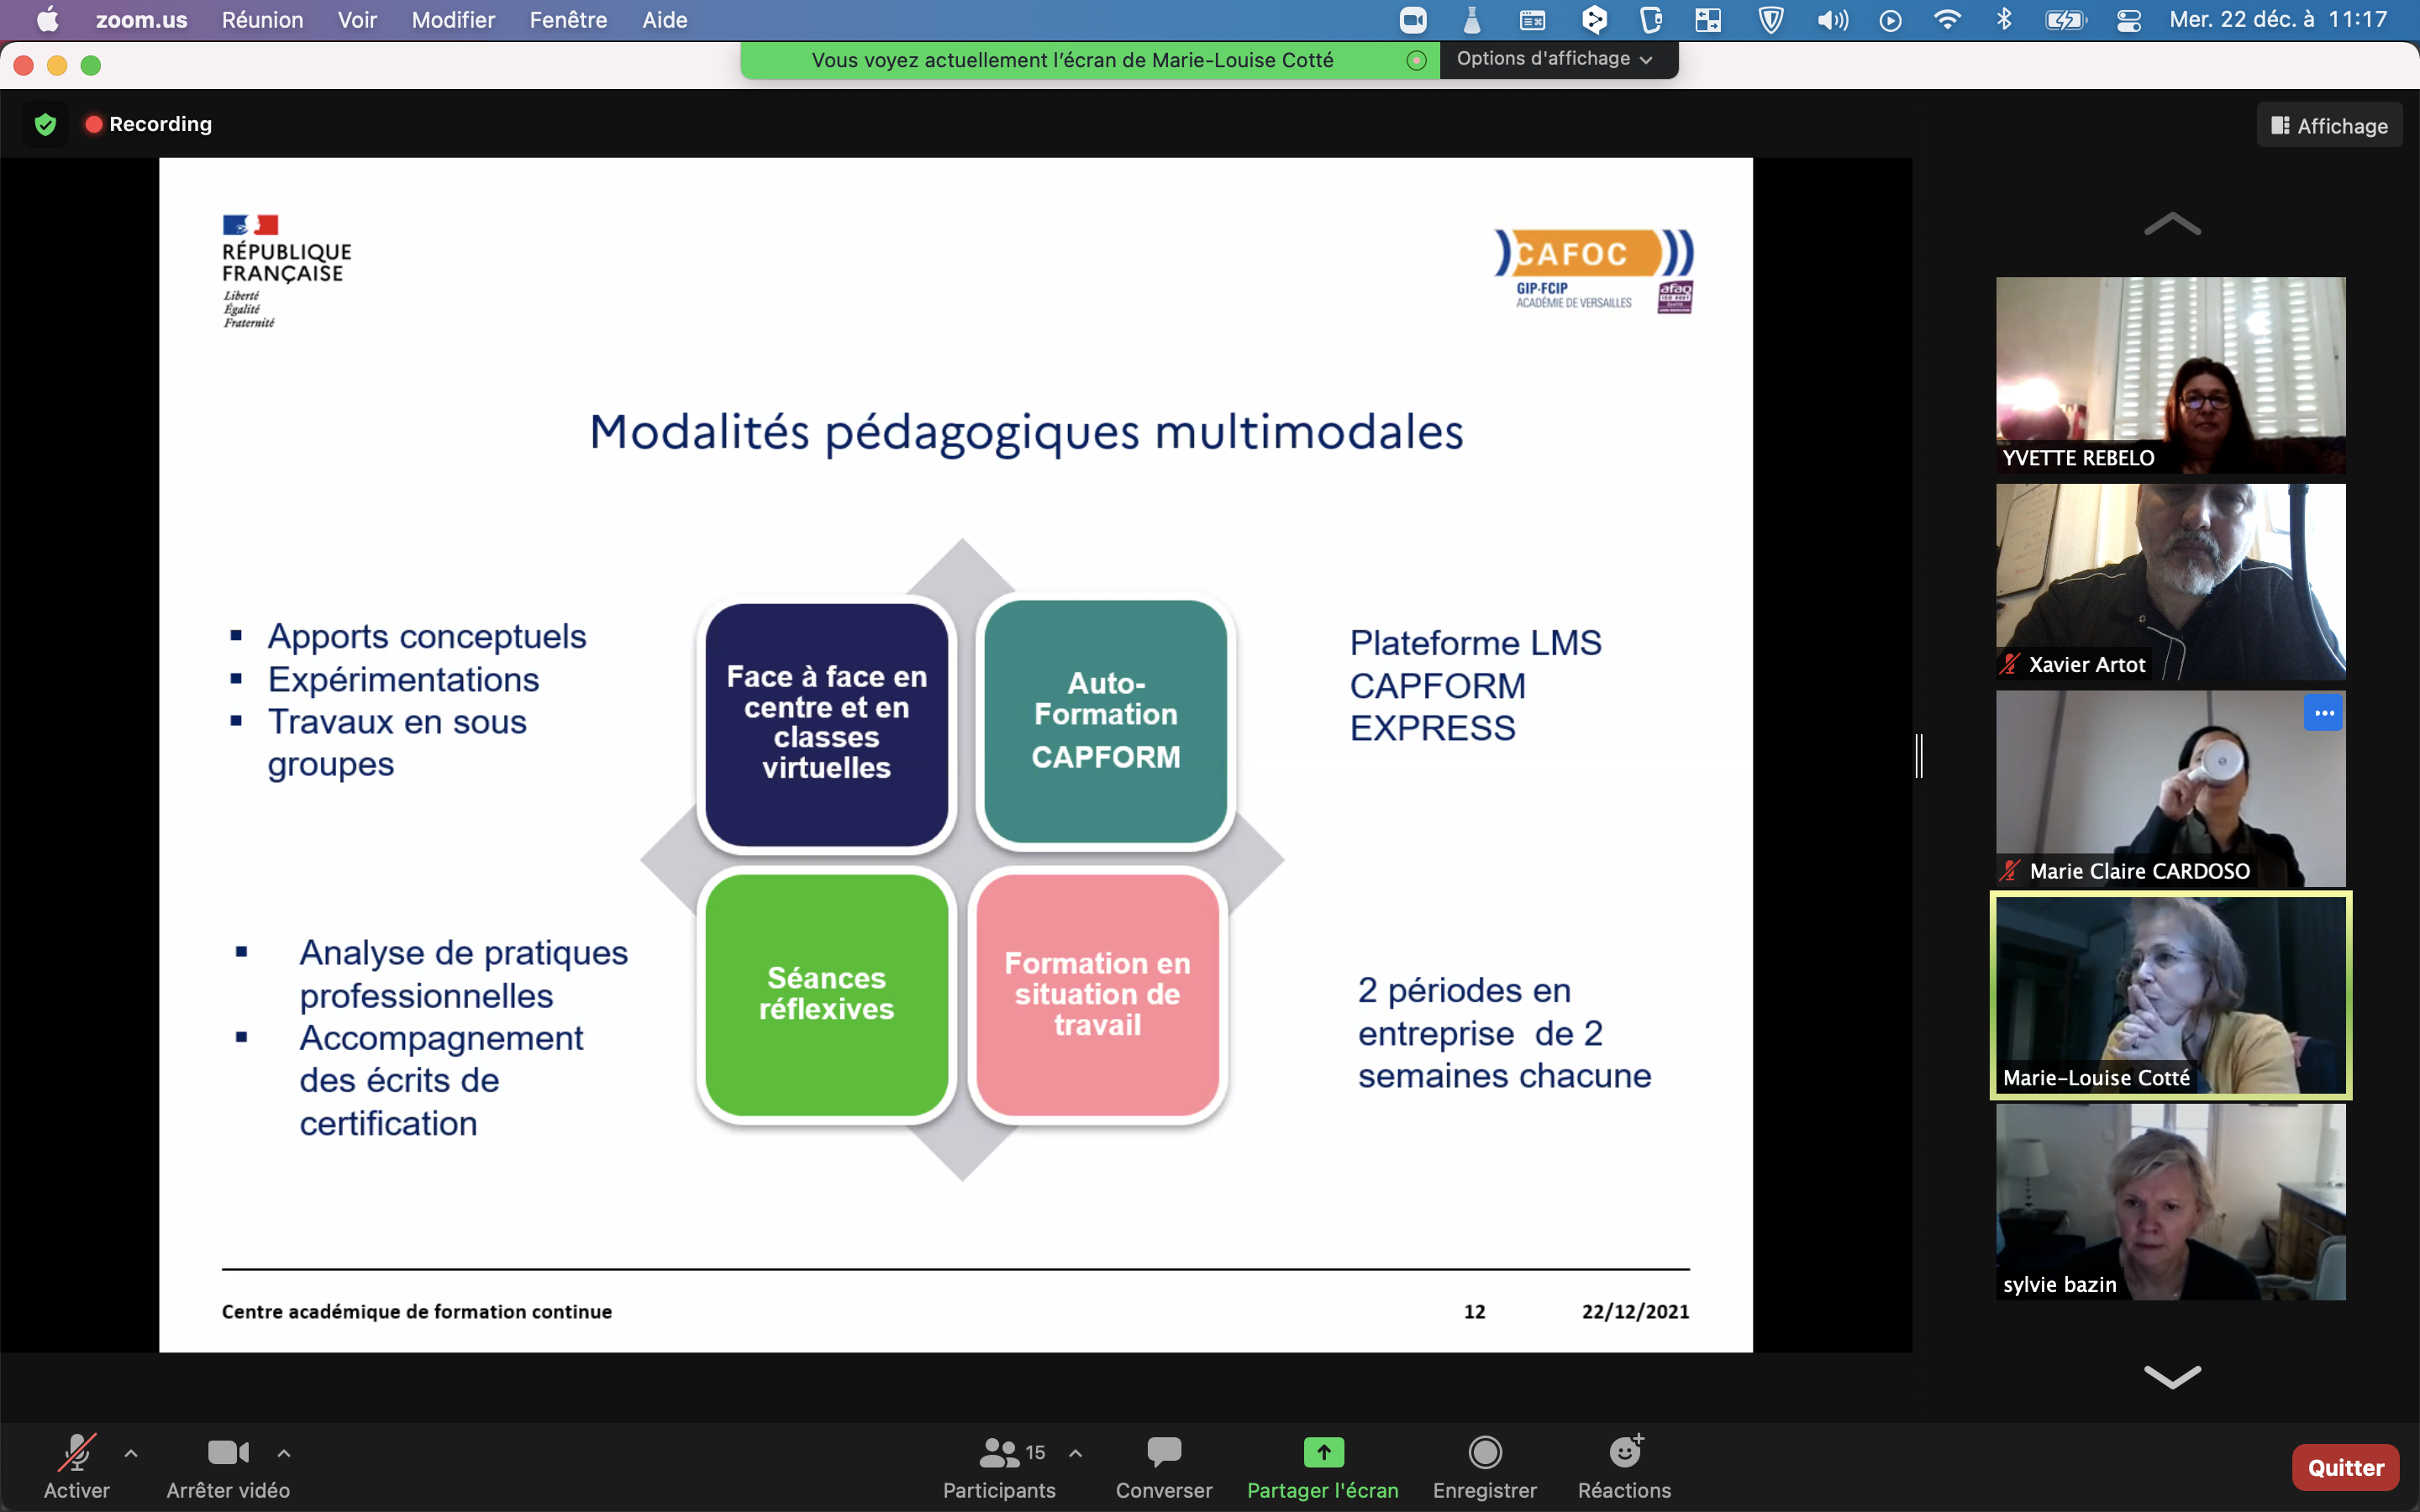 zoom.us Réunion Voir Modifier Fenêtre Aide
Mer. 22 déc. à 11:17
Vous voyez actuellement l'écran de Marie-Louise Cotté
Options d'affichage
Recording
Affichage
RÉPUBLIQUE
FRANÇAISE
Liberté
Égalité
Fraternité
CAFOC
GIP-FCIP
ACADÉMIE DE VERSAILLES
afaq
Modalités pédagogiques multimodales
Apports conceptuels
Expérimentations
Travaux en sous
groupes
Face à face en
centre et en
classes
virtuelles
Auto-
Formation
CAPFORM
Plateforme LMS
CAPFORM
EXPRESS
Analyse de pratiques
professionnelles
Accompagnement
des écrits de
certification
Séances
réflexives
Formation en
situation de
travail
2 périodes en
entreprise de 2
semaines chacune
Centre académique de formation continue
12
22/12/2021
YVETTE REBELO
Xavier Artot
Marie Claire CARDOSO
Marie-Louise Cotté
sylvie bazin
Activer
Arrêter vidéo
15
Participants
Converser
Partager l'écran
Enregistrer
Réactions
Quitter